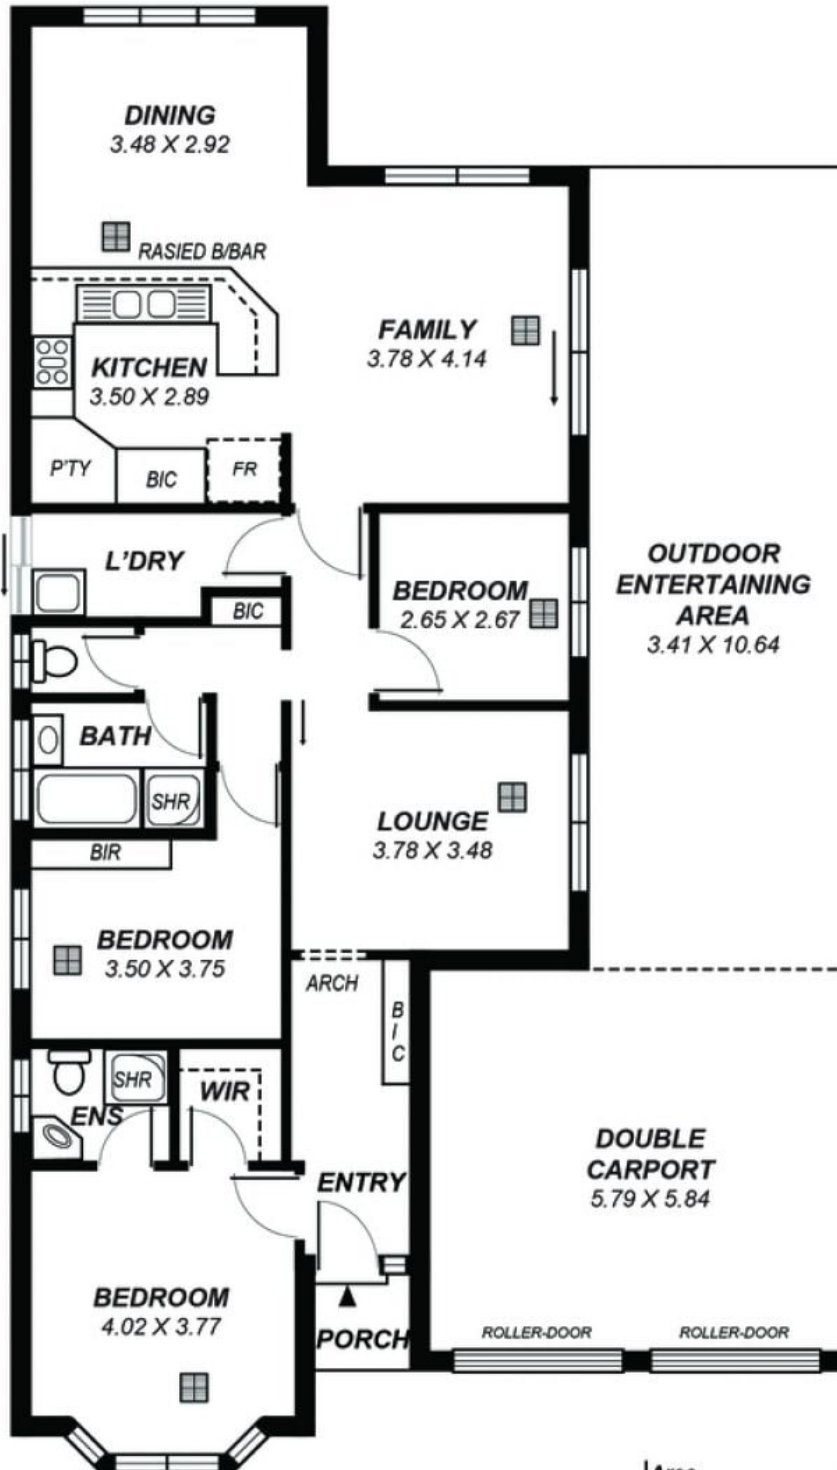 DINING
3.48 X 2.92
RASIED B/BAR
FAMILY
3.78 X 4.14
KITCHEN
3.50 X 2.89
P'TY
BIC
FR
L'DRY
BEDROOM
2.65 X 2.67
OUTDOOR
ENTERTAINING
AREA
3.41 X 10.64
BIC
BATH
SHR
LOUNGE
3.78 X 3.48
BIR
BEDROOM
3.50 X 3.75
ARCH
B
I
C
SHR
WIR
ENS
ENTRY
DOUBLE
CARPORT
5.79 X 5.84
BEDROOM
4.02 X 3.77
PORCH
ROLLER-DOOR
ROLLER-DOOR